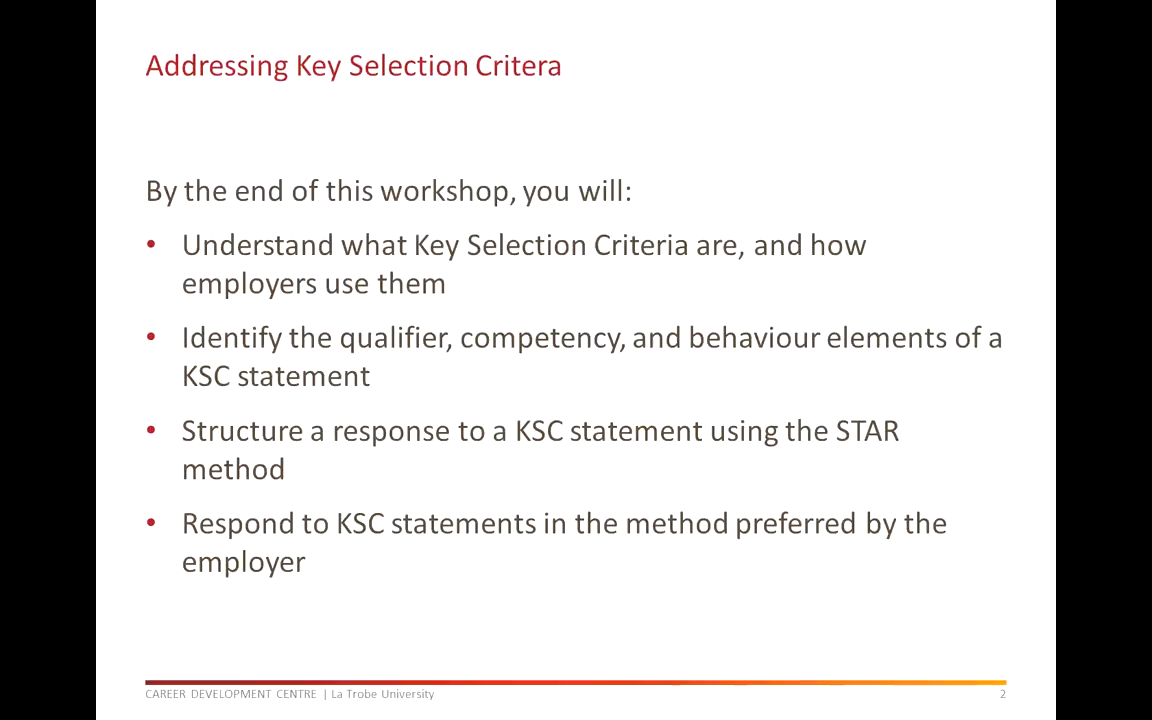 Addressing Key Selection Critera
By the end of this workshop, you will:
• Understand what Key Selection Criteria are, and how
employers use them
• Identify the qualifier, competency, and behaviour elements of a
KSC statement
• Structure a response to a KSC statement using the STAR
method
• Respond to KSC statements in the method preferred by the
employer
CAREER DEVELOPMENT CENTRE | La Trobe University 2